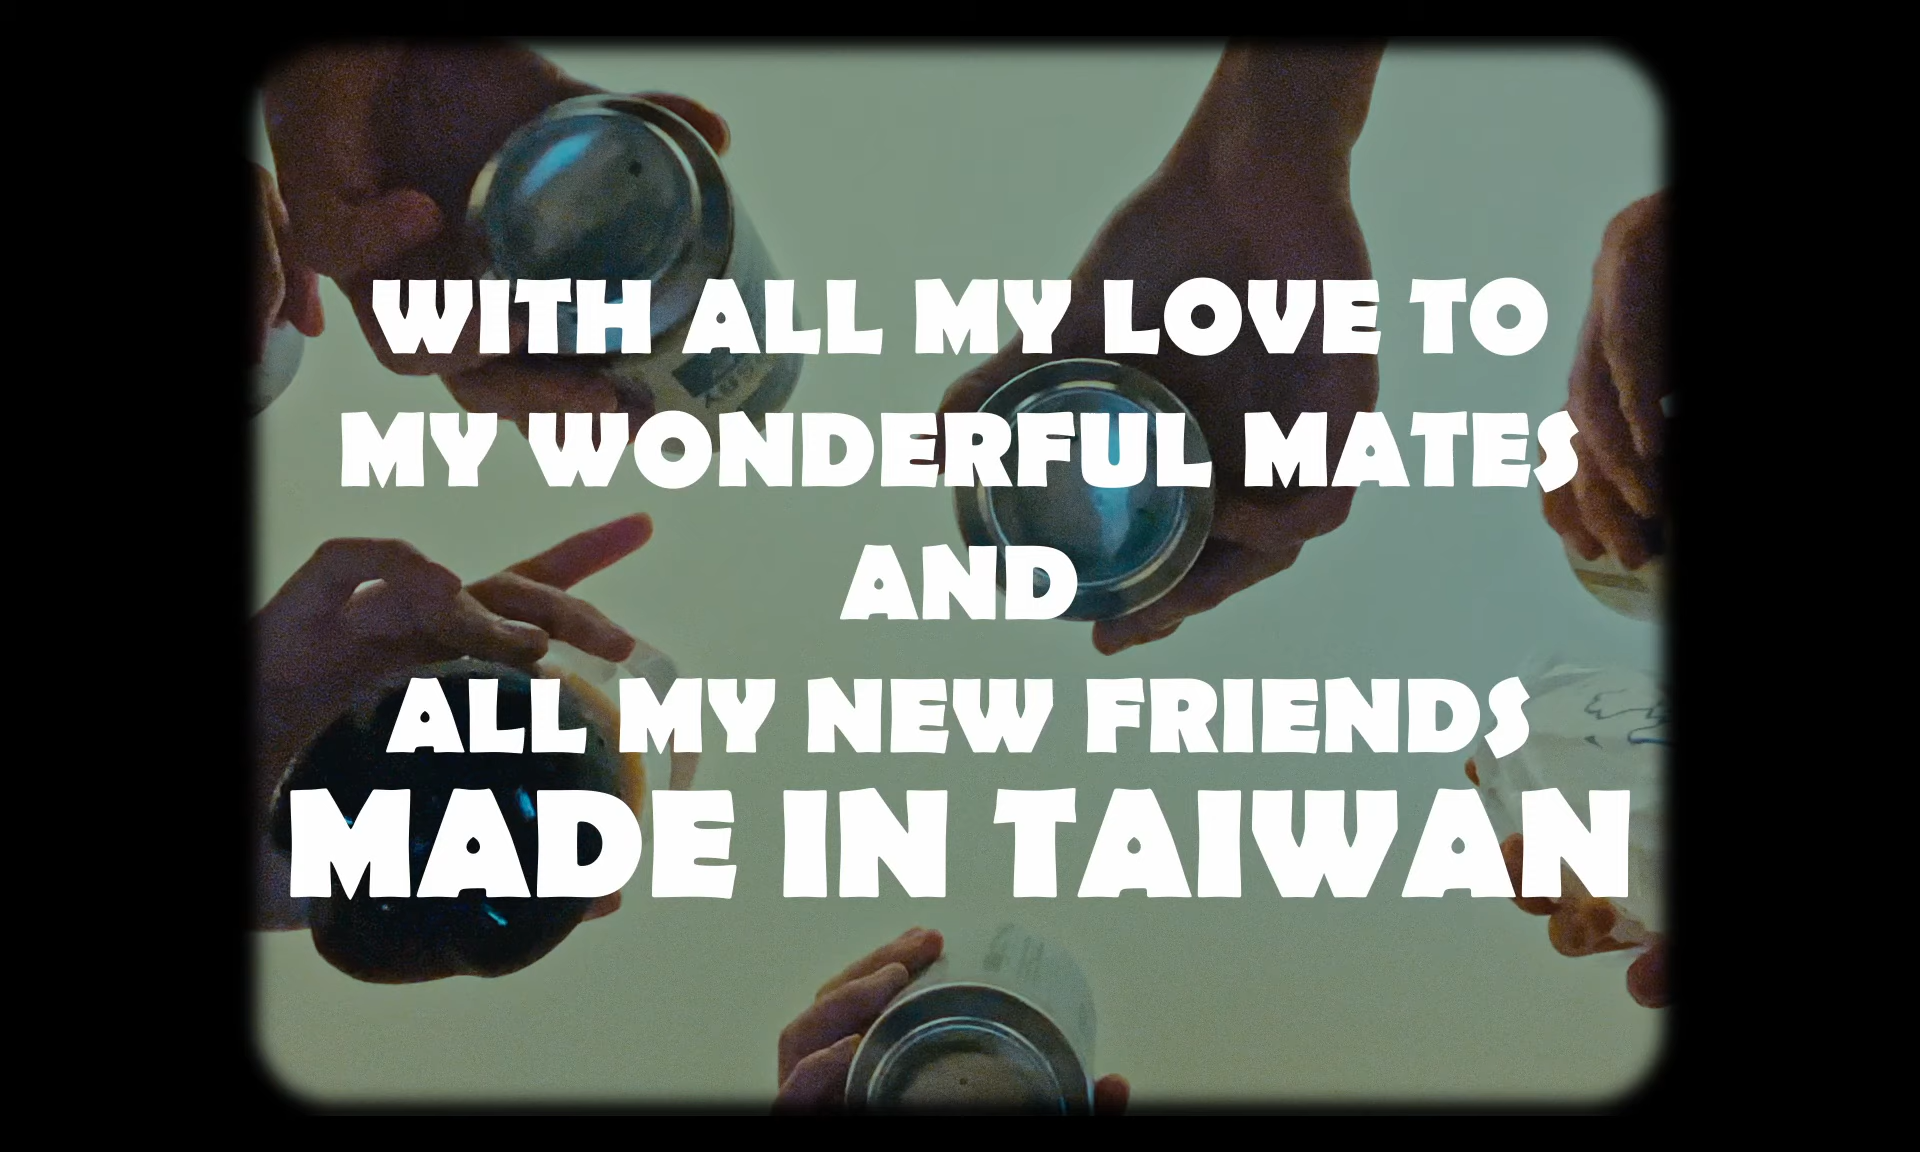 WITH ALL MY LOVE TO
MY WONDERFUL MATES
AND
ALL MY NEW FRIENDS
MADE IN TAIWAN